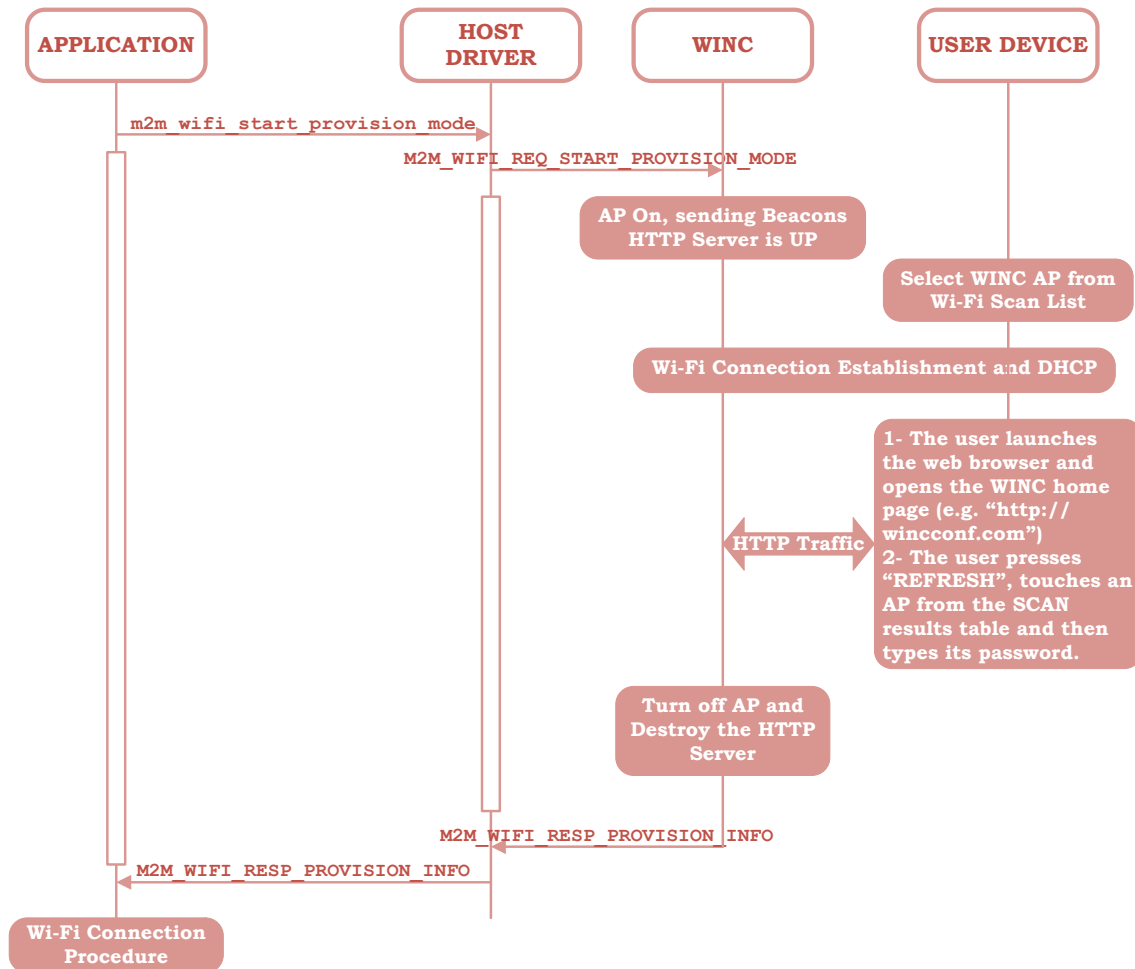 APPLICATION
HOST
DRIVER
WINC
USER DEVICE
m2m_wifi_start_provision_mode
M2M_WIFI_REQ_START_PROVISION_MODE
AP On, sending Beacons
HTTP Server is UP
Select WINC AP from
Wi-Fi Scan List
Wi-Fi Connection Establishment and DHCP
1- The user launches
the web browser and
opens the WINC home
page (e.g. “http://
wincconf.com”)
HTTP Traffic
2- The user presses
“REFRESH”, touches an
AP from the SCAN
results table and then
types its password.
Turn off AP and
Destroy the HTTP
Server
M2M_WIFI_RESP_PROVISION_INFO
M2M_WIFI_RESP_PROVISION_INFO
Wi-Fi Connection
Procedure